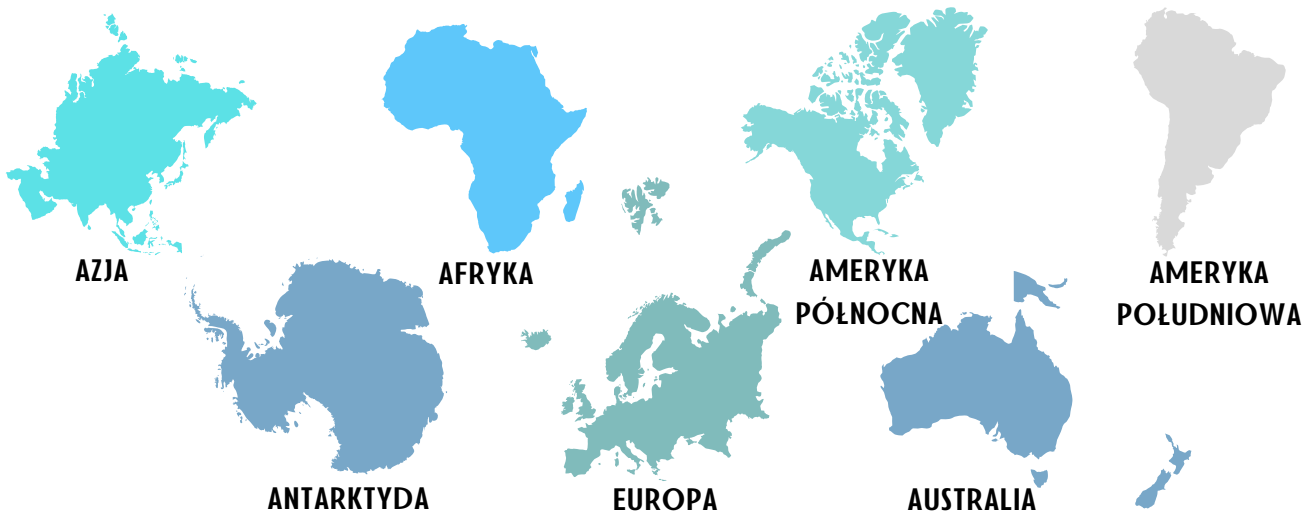 AZJA
AFRYKA
AMERYKA
PÓŁNOCNA
AMERYKA
POŁUDNIOWA
ANTARKTYDA
EUROPA
AUSTRALIA